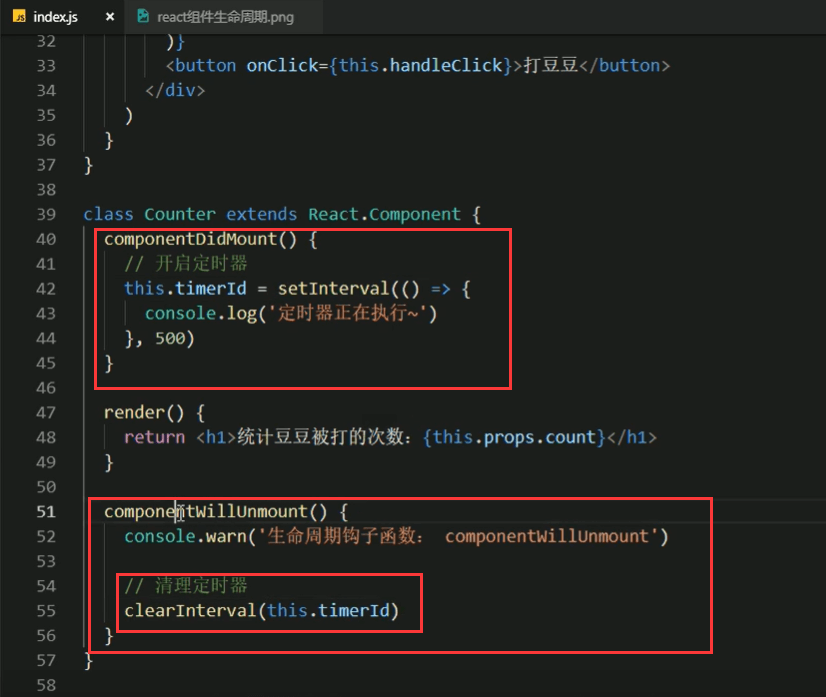 JS index.js × react组件生命周期.png
32 )}
33 <button onClick={this.handleClick}>打豆豆</button>
34 </div>
35 )
36 }
37 }
38
39 class Counter extends React.Component {
40 componentDidMount() {
41 // 开启定时器
42 this.timerId = setInterval(() => {
43 console.log('定时器正在执行~')
44 }, 500)
45 }
46
47 render() {
48 return <h1>统计豆豆被打的次数：{this.props.count}</h1>
49 }
50
51 componentWillUnmount() {
52 console.warn('生命周期钩子函数： componentWillUnmount')
53
54 // 清理定时器
55 clearInterval(this.timerId)
56 }
57 }
58